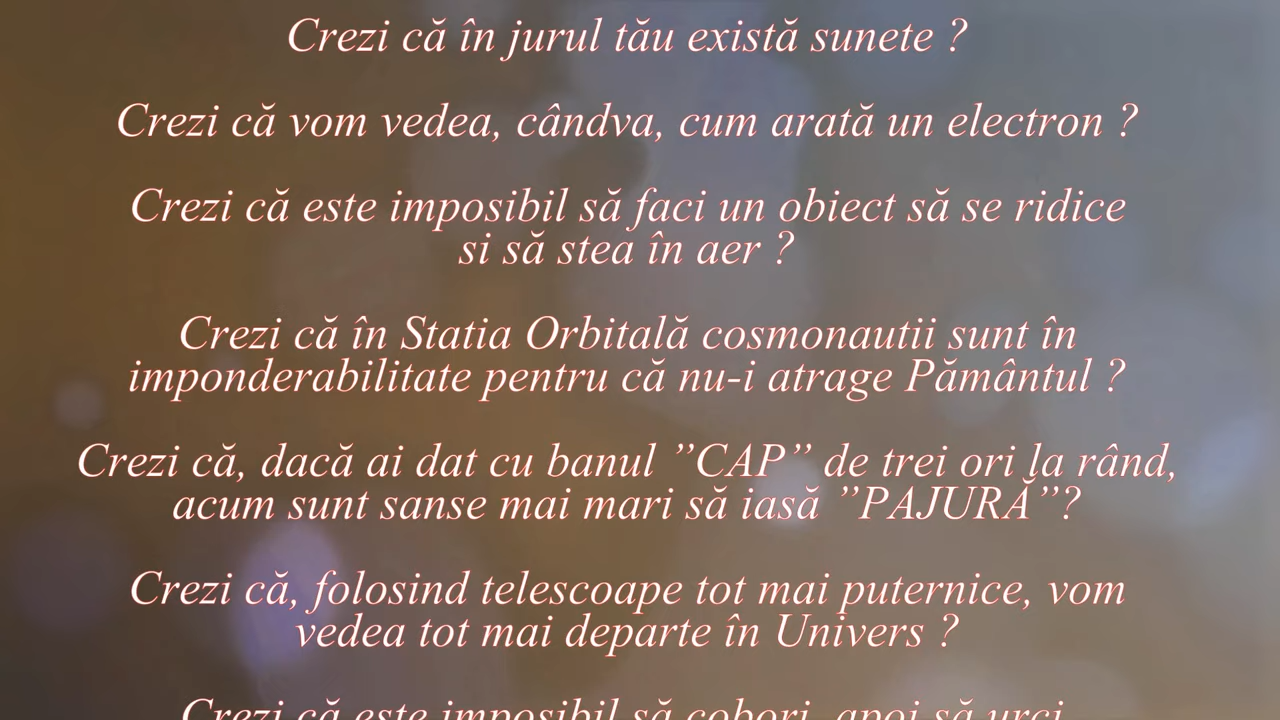 Crezi că în jurul tău există sunete ?
Crezi că vom vedea, cândva, cum arată un electron ?
Crezi că este imposibil să faci un obiect să se ridice
si să stea în aer ?
Crezi că în Statia Orbitală cosmonautii sunt în
imponderabilitate pentru că nu-i atrage Pământul ?
Crezi că, dacă ai dat cu banul ”CAP” de trei ori la rând,
acum sunt sanse mai mari să iasă ”PAJURĂ”?
Crezi că, folosind telescoape tot mai puternice, vom
vedea tot mai departe în Univers ?
Crezi că este imposibil să cobori, apoi să urci